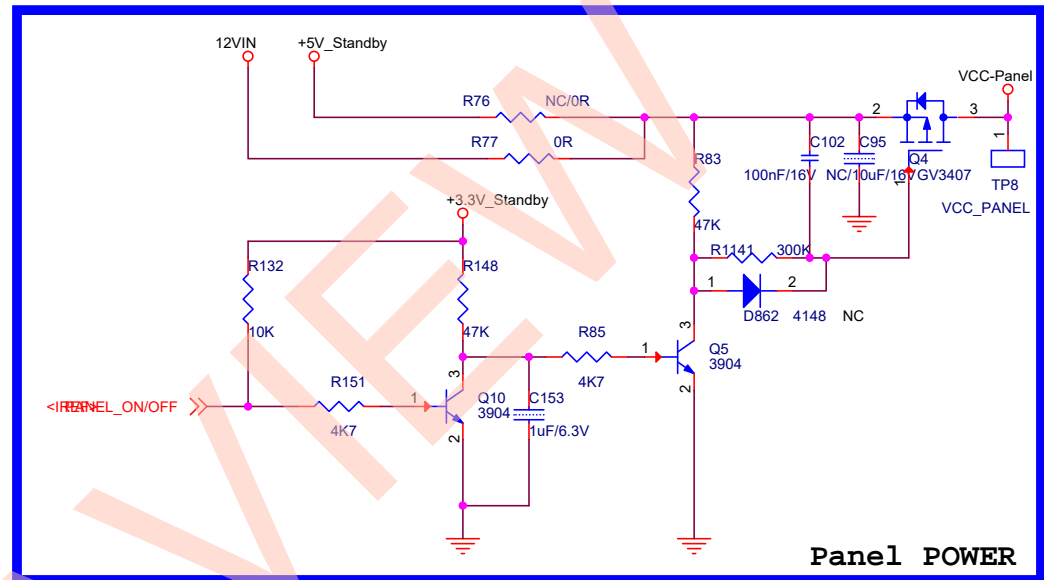 12VIN
+5V_Standby
VCC-Panel
R76 NC/0R
R77 0R
2
3
R83
C102
C95
Q4
1
100nF/16V
NC/10uF/16V
GV3407
1
TP8
VCC_PANEL
+3.3V_Standby
47K
R1141 300K
R132
R148
1
2
D862 4148 NC
10K
47K
R85
3
1
Q5
3904
4K7
2
R151
3
1
Q10
3904
C153
PANEL_ON/OFF
4K7
2
1uF/6.3V
Panel POWER
VIEW